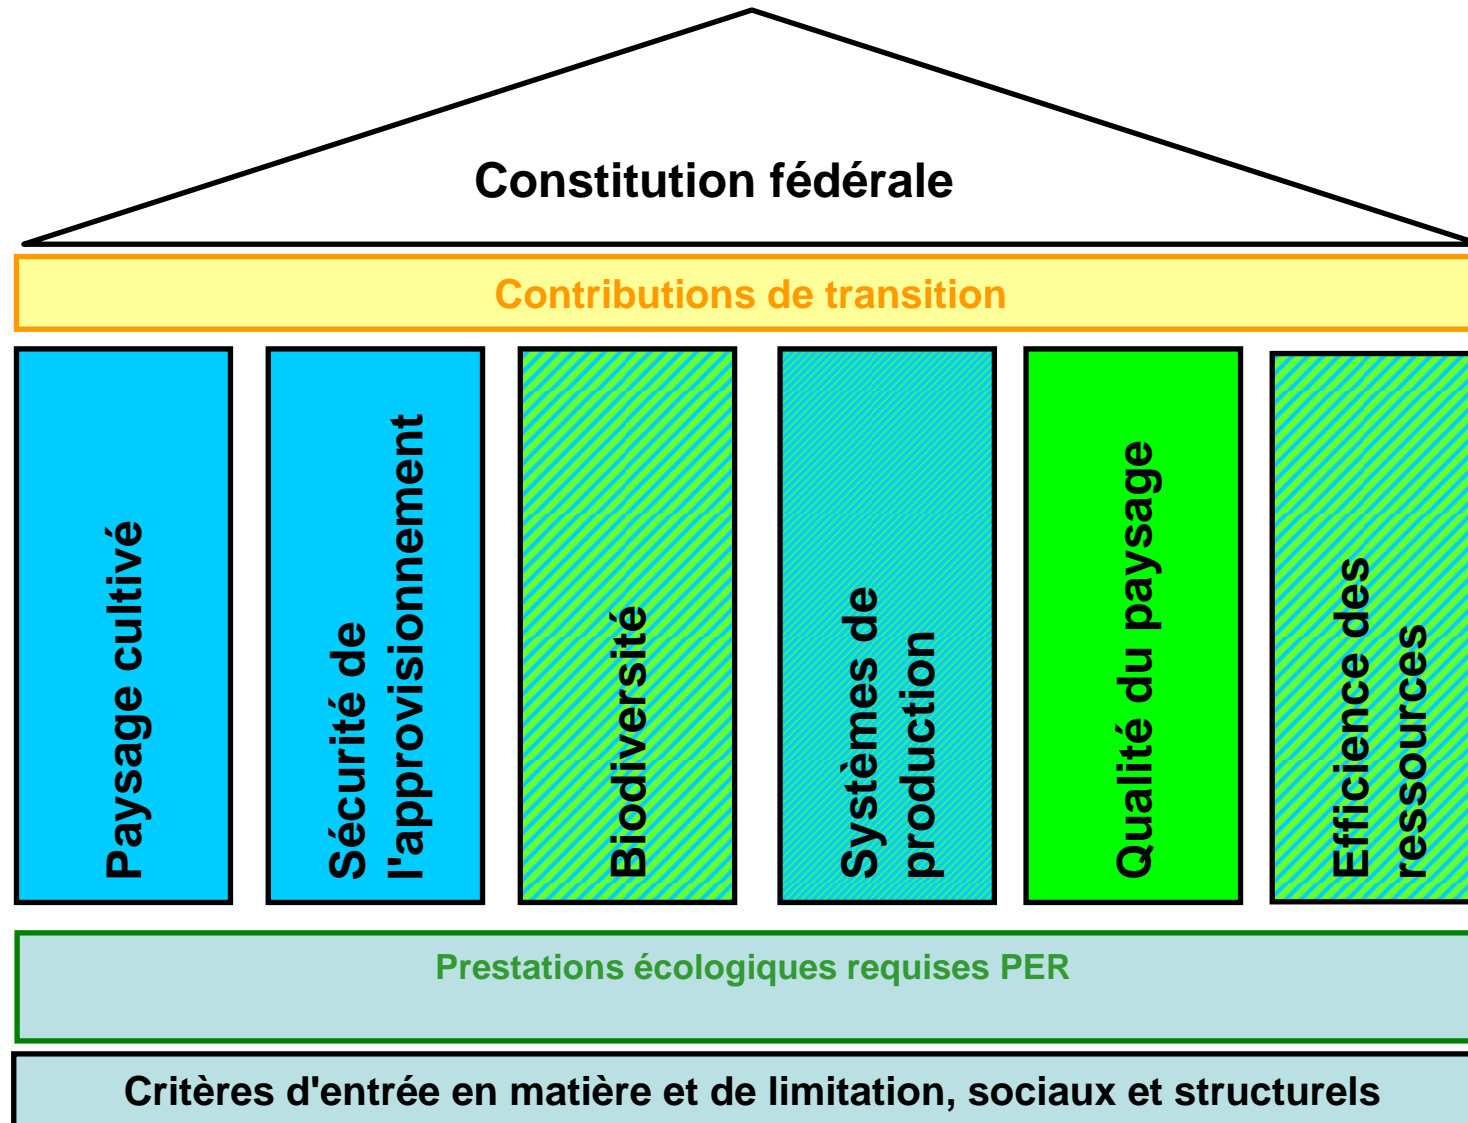 Constitution fédérale
Contributions de transition
Paysage cultivé
Sécurité de
l'approvisionnement
Biodiversité
Systèmes de
production
Qualité du paysage
Efficience des
ressources
Prestations écologiques requises PER
Critères d'entrée en matière et de limitation, sociaux et structurels